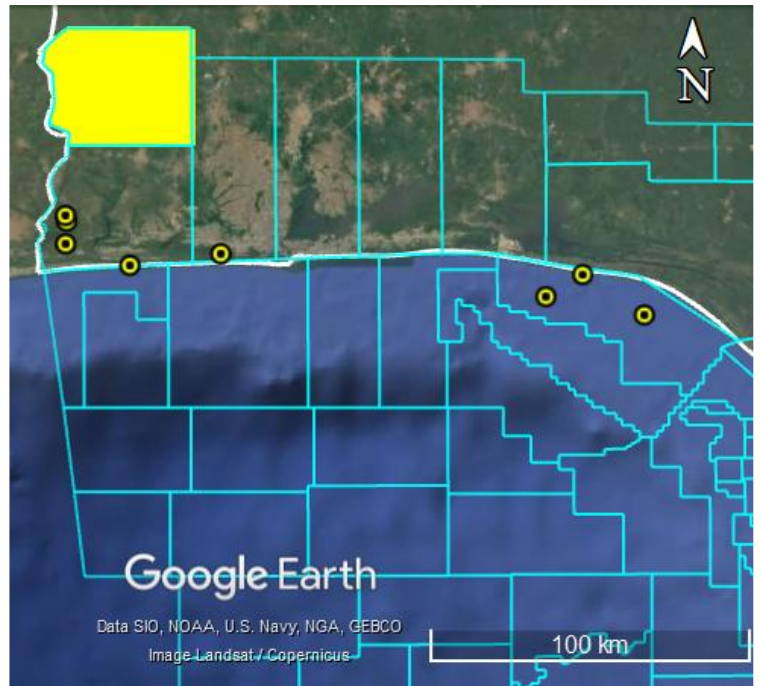 N
Google Earth
Data SIO, NOAA, U.S. Navy, NGA, GEBCO
Image Landsat / Copernicus
100 km